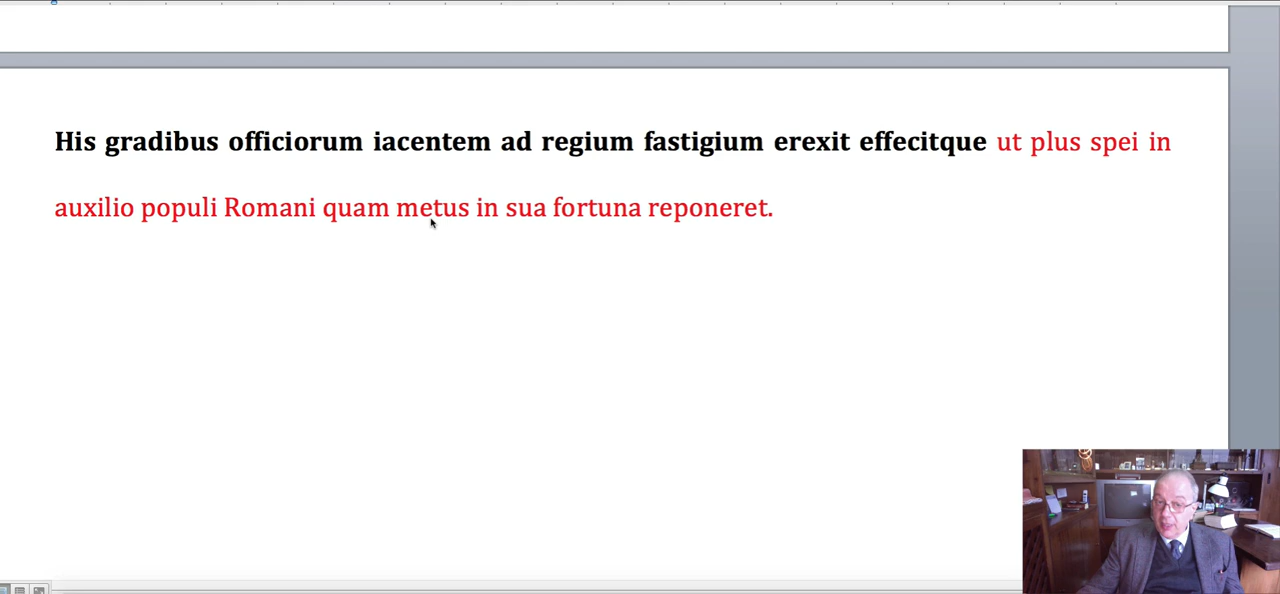 His gradibus officiorum iacentem ad regium fastigium erexit effecitque ut plus spei in
auxilio populi Romani quam metus in sua fortuna reponeret.